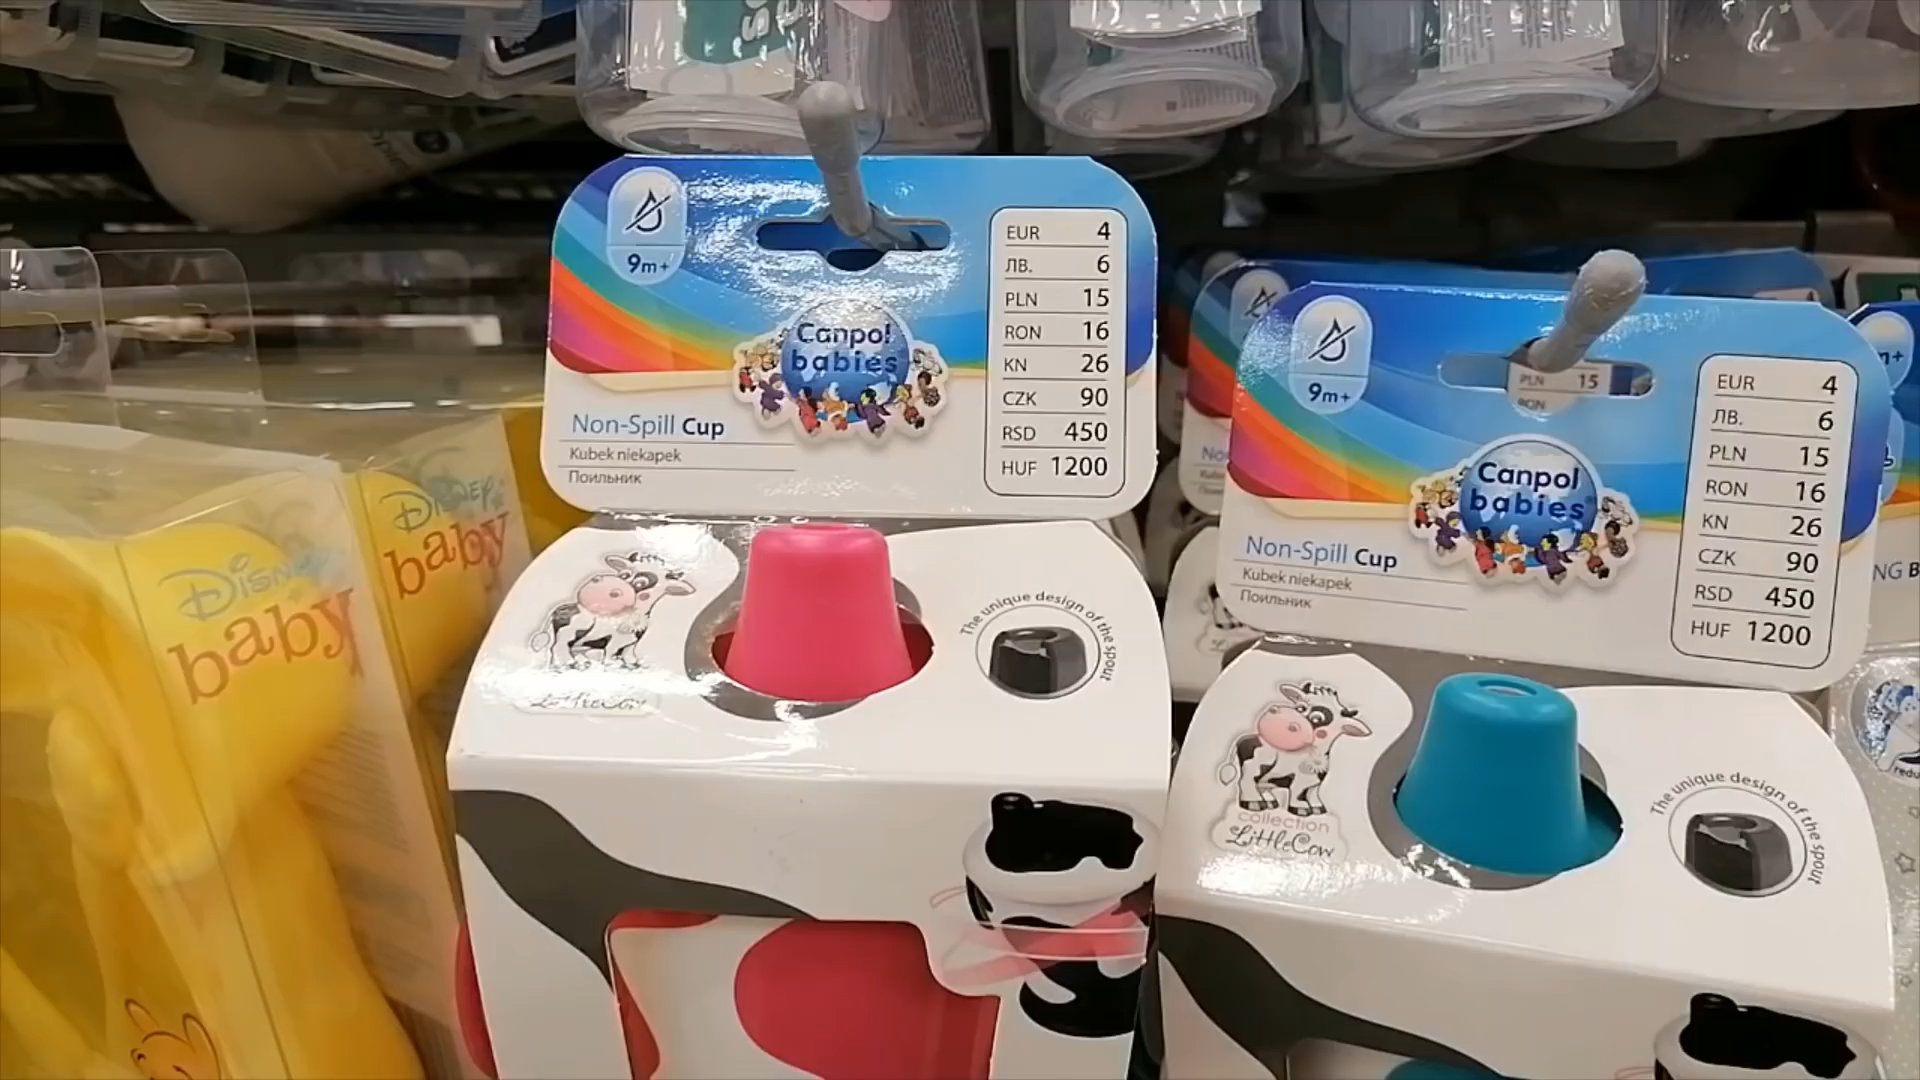 9m+
Canpol
babies
Non-Spill Cup
Kubek niekapek
Поильник
EUR 4
ЛВ. 6
PLN 15
RON 16
KN 26
CZK 90
RSD 450
HUF 1200
The unique design of the spout
LittleCow
9m+
PLN 15
RON
Canpol
babies
Non-Spill Cup
Kubek niekapek
Поильник
EUR 4
ЛВ. 6
PLN 15
RON 16
KN 26
CZK 90
RSD 450
HUF 1200
collection
LittleCow
The unique design of the spout
Disney
baby
Disney
baby